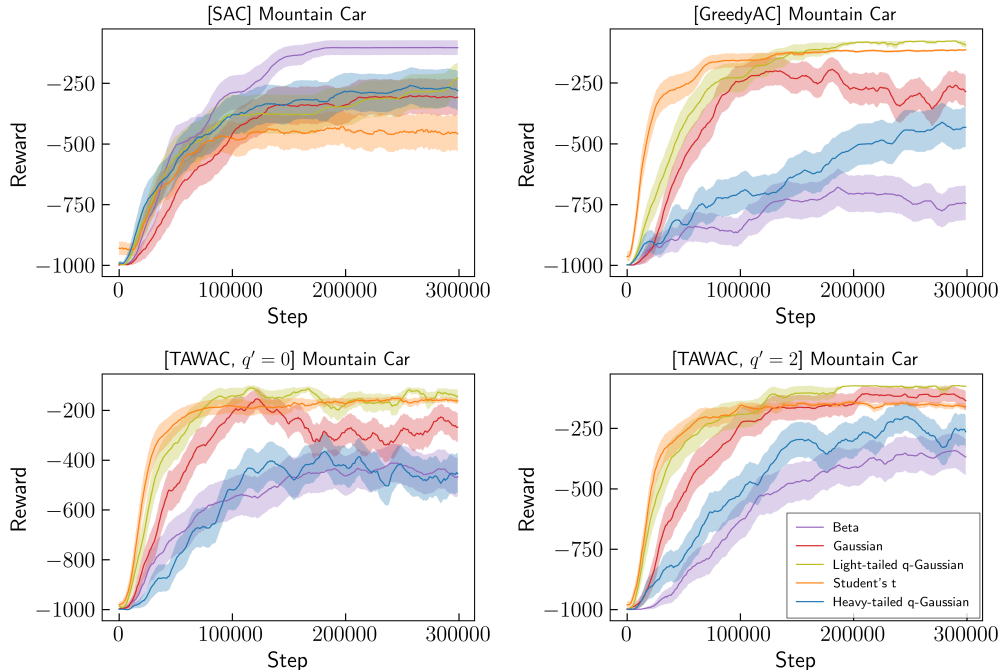 [SAC] Mountain Car
Reward
−250
−500
−750
−1000
0 100000 200000 300000
Step
[GreedyAC] Mountain Car
Reward
−250
−500
−750
−1000
0 100000 200000 300000
Step
[TAWAC, q′ = 0] Mountain Car
Reward
−200
−400
−600
−800
−1000
0 100000 200000 300000
Step
[TAWAC, q′ = 2] Mountain Car
Reward
−250
−500
−750
−1000
0 100000 200000 300000
Step
Beta
Gaussian
Light-tailed q-Gaussian
Student's t
Heavy-tailed q-Gaussian